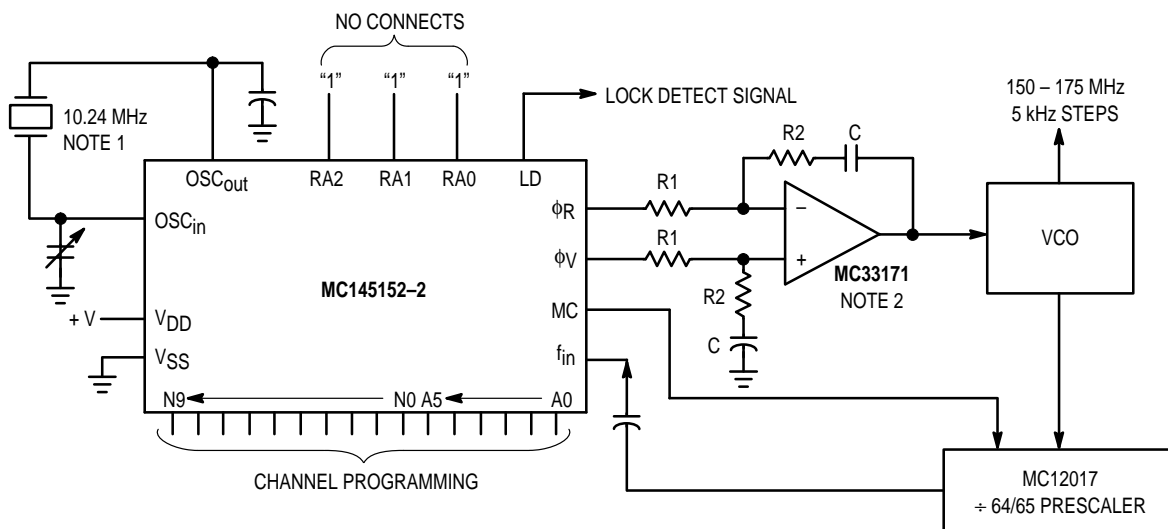 NO CONNECTS
“1” “1” “1”
LOCK DETECT SIGNAL
150 – 175 MHz
5 kHz STEPS
10.24 MHz
NOTE 1
R2 C
OSCout RA2 RA1 RA0 LD
R1
ϕR
−
OSCin
VCO
R1
ϕV
+
MC33171
NOTE 2
MC145152–2
R2
MC
+ V VDD
C
VSS
fin
N9 N0 A5 A0
CHANNEL PROGRAMMING
MC12017
÷ 64/65 PRESCALER